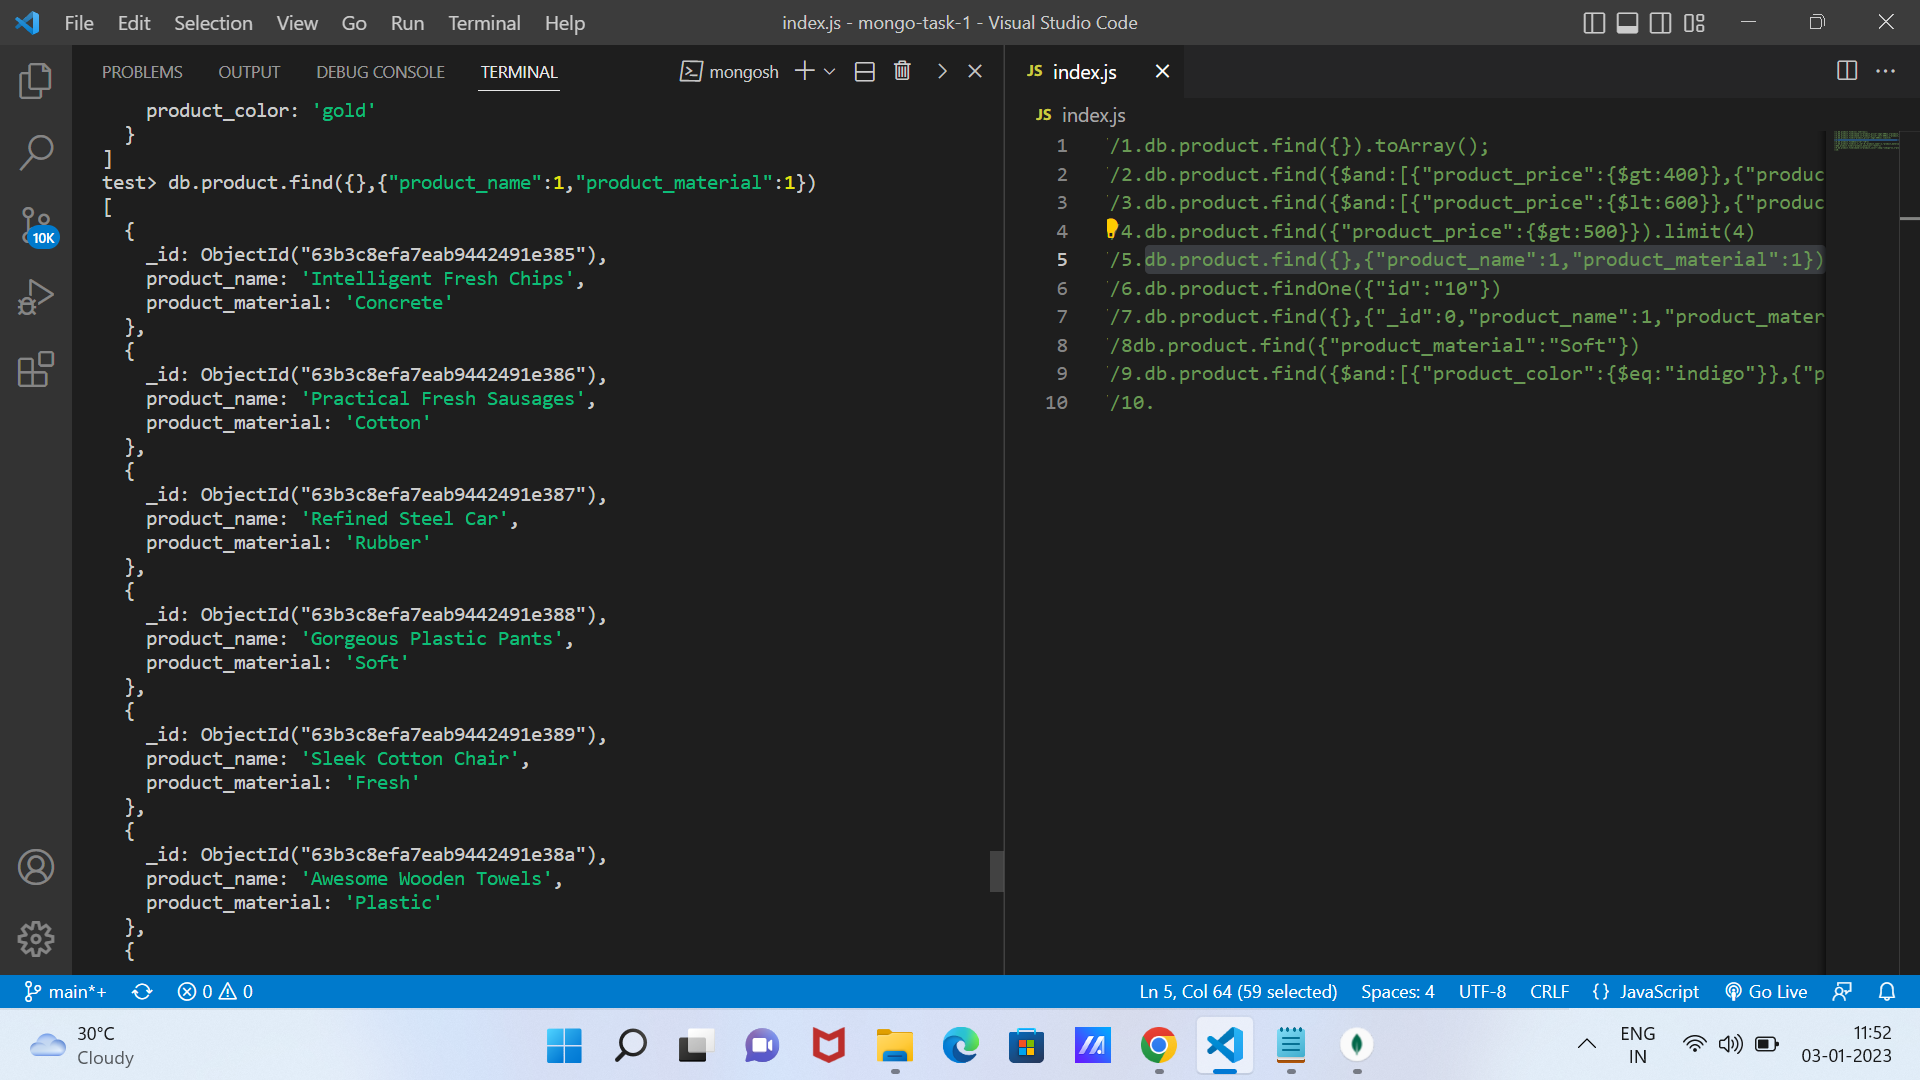 File Edit Selection View Go Run Terminal Help
index.js - mongo-task-1 - Visual Studio Code
PROBLEMS OUTPUT DEBUG CONSOLE TERMINAL
mongosh
product_color: 'gold'
}
]
test> db.product.find({},{"product_name":1,"product_material":1})
[
{
_id: ObjectId("63b3c8efa7eab9442491e385"),
product_name: 'Intelligent Fresh Chips',
product_material: 'Concrete'
},
{
_id: ObjectId("63b3c8efa7eab9442491e386"),
product_name: 'Practical Fresh Sausages',
product_material: 'Cotton'
},
{
_id: ObjectId("63b3c8efa7eab9442491e387"),
product_name: 'Refined Steel Car',
product_material: 'Rubber'
},
{
_id: ObjectId("63b3c8efa7eab9442491e388"),
product_name: 'Gorgeous Plastic Pants',
product_material: 'Soft'
},
{
_id: ObjectId("63b3c8efa7eab9442491e389"),
product_name: 'Sleek Cotton Chair',
product_material: 'Fresh'
},
{
_id: ObjectId("63b3c8efa7eab9442491e38a"),
product_name: 'Awesome Wooden Towels',
product_material: 'Plastic'
},
{
10K
JS index.js
JS index.js
1 /1.db.product.find({}).toArray();
2 /2.db.product.find({$and:[{"product_price":{$gt:400}},{"produc
3 /3.db.product.find({$and:[{"product_price":{$lt:600}},{"produc
4 4.db.product.find({"product_price":{$gt:500}}).limit(4)
5 /5.db.product.find({},{"product_name":1,"product_material":1})
6 /6.db.product.findOne({"id":"10"})
7 /7.db.product.find({},{"_id":0,"product_name":1,"product_mater
8 /8db.product.find({"product_material":"Soft"})
9 /9.db.product.find({$and:[{"product_color":{$eq:"indigo"}},{"p
10 /10.
main*+ 0 0 Ln 5, Col 64 (59 selected) Spaces: 4 UTF-8 CRLF {} JavaScript Go Live
30°C
Cloudy
ENG
IN
11:52
03-01-2023